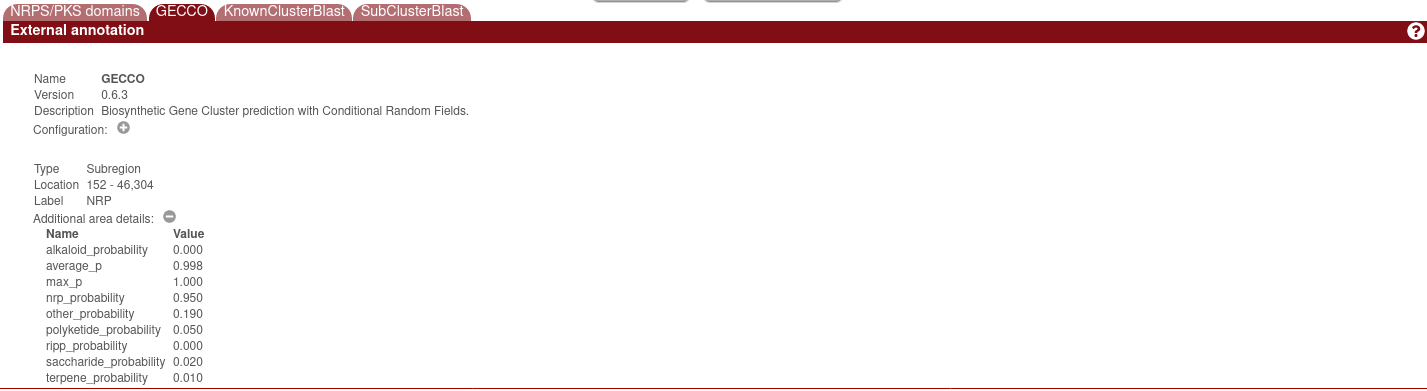 NRPS/PKS domains GECCO KnownClusterBlast SubClusterBlast
External annotation ?
Name GECCO
Version 0.6.3
Description Biosynthetic Gene Cluster prediction with Conditional Random Fields.
Configuration:
Type Subregion
Location 152 - 46,304
Label NRP
Additional area details:
Name Value
alkaloid_probability 0.000
average_p 0.998
max_p 1.000
nrp_probability 0.950
other_probability 0.190
polyketide_probability 0.050
ripp_probability 0.000
saccharide_probability 0.020
terpene_probability 0.010